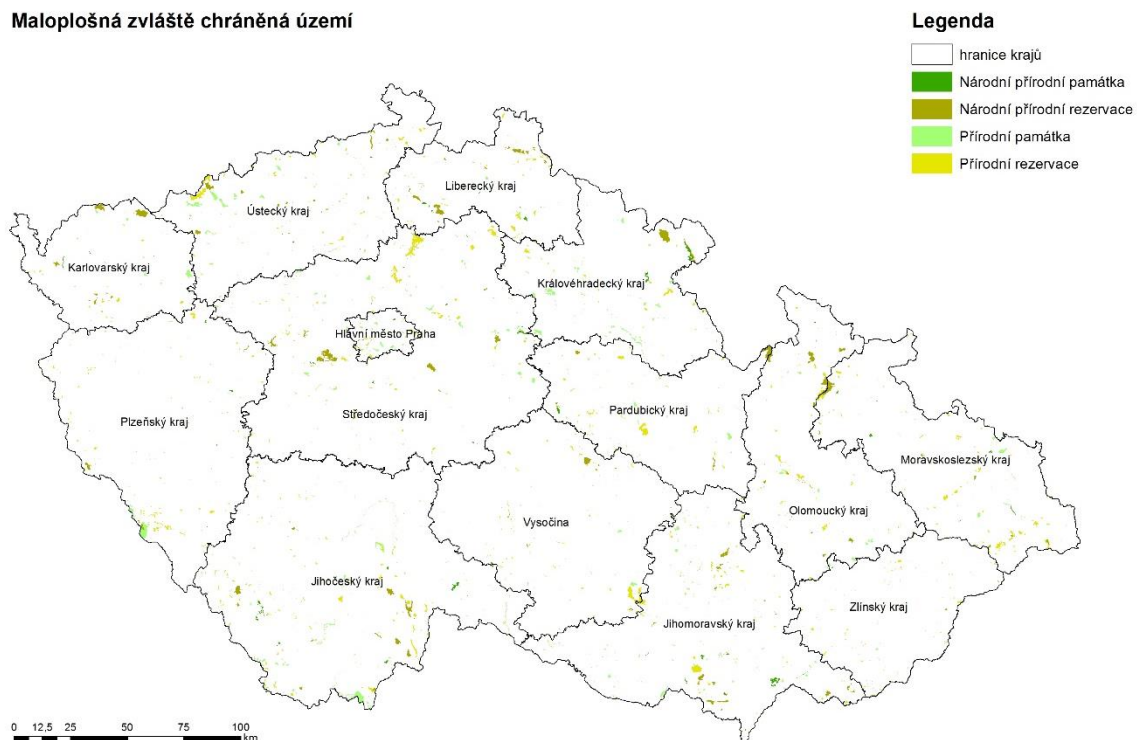 Maloplošná zvláště chráněná území
Legenda
hranice krajů
Národní přírodní památka
Národní přírodní rezervace
Přírodní památka
Přírodní rezervace
Liberecký kraj
Ústecký kraj
Karlovarský kraj
Královéhradecký kraj
Hlavní město Praha
Plzeňský kraj
Středočeský kraj
Pardubický kraj
Moravskoslezský kraj
Vysočina
Olomoucký kraj
Jihočeský kraj
Zlínský kraj
Jihomoravský kraj
0 12,5 25 50 75 100
km